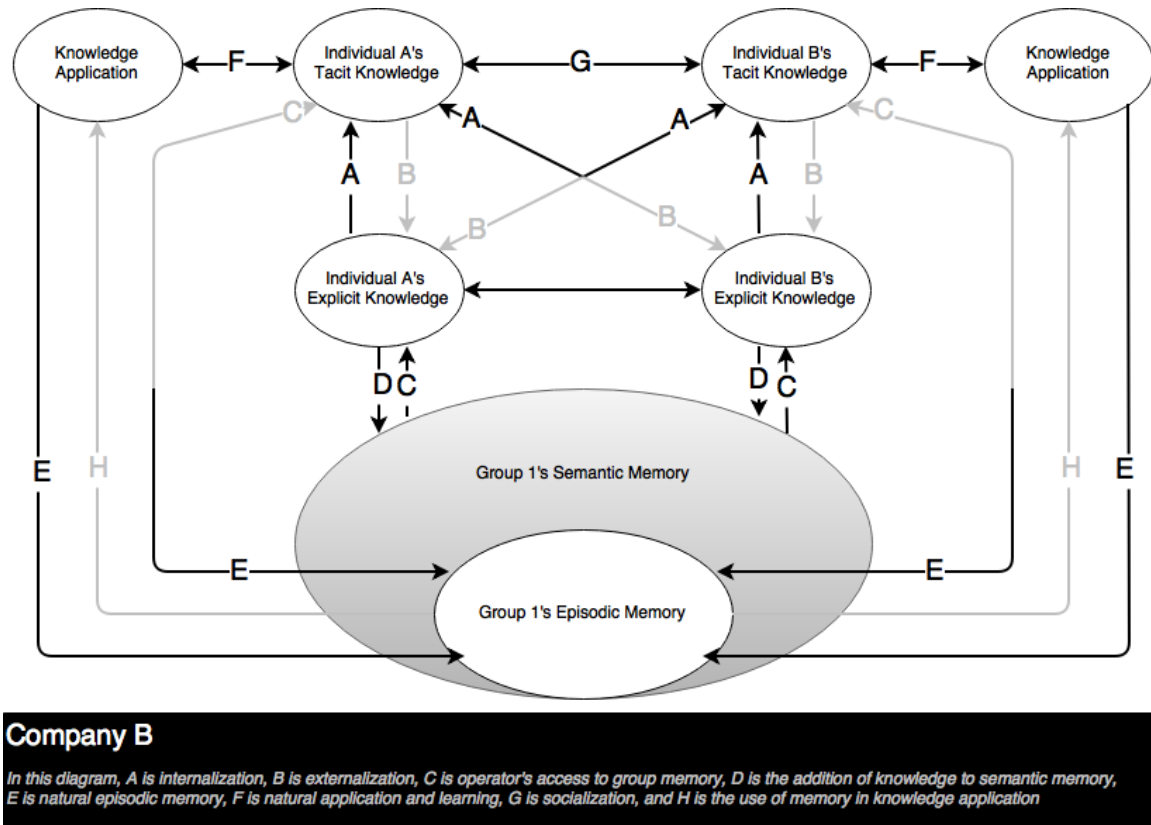 Knowledge
Application
F
Individual A's
Tacit Knowledge
G
Individual B's
Tacit Knowledge
F
Knowledge
Application
C
A
A
C
A
B
A
B
B
B
Individual A's
Explicit Knowledge
Individual B's
Explicit Knowledge
D
C
D
C
E
H
Group 1's Semantic Memory
H
E
E
E
Group 1's Episodic Memory
Company B
In this diagram, A is internalization, B is externalization, C is operator's access to group memory, D is the addition of knowledge to semantic memory,
E is natural episodic memory, F is natural application and learning, G is socialization, and H is the use of memory in knowledge application